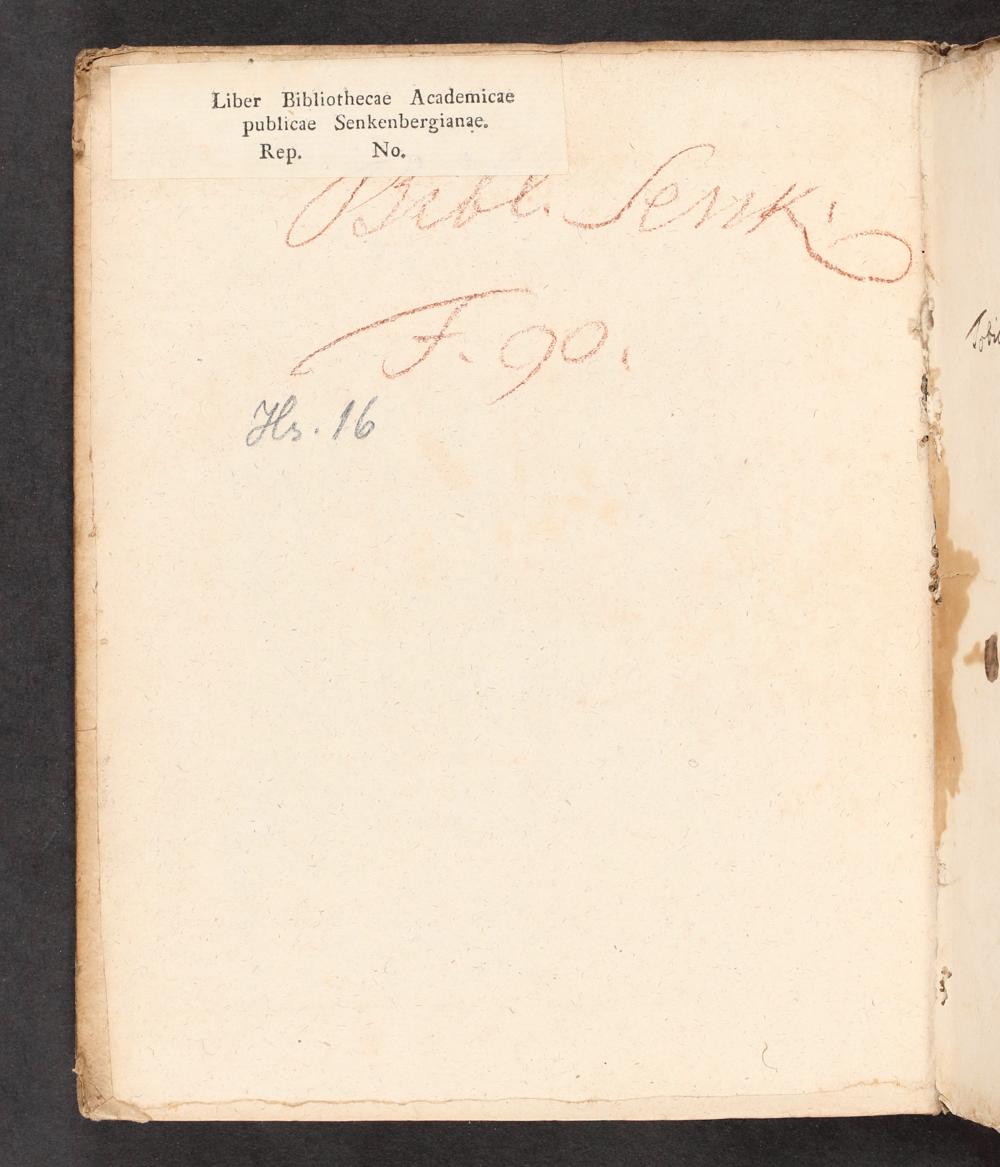 Liber Bibliothecae Academicae
publicae Senkenbergianae.
Rep. No.
Bibl. Senk.
F. 90.
Hs. 16